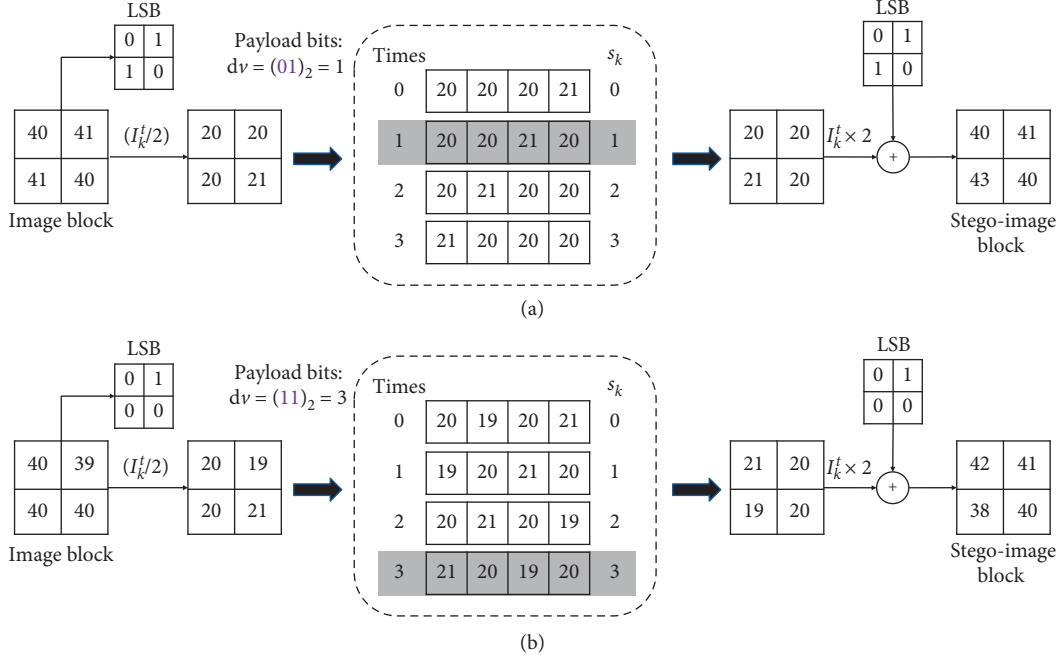 LSB
0 1
1 0
Payload bits:
dv = (01)₂ = 1
40 41
41 40
(I_k^t/2)
20 20
20 21
Image block
Times s_k
0 20 20 20 21 0
1 20 20 21 20 1
2 20 21 20 20 2
3 21 20 20 20 3
LSB
0 1
1 0
20 20
21 20
I_k^t × 2
+
40 41
43 40
Stego-image
block
(a)
LSB
0 1
0 0
Payload bits:
dv = (11)₂ = 3
40 39
40 40
(I_k^t/2)
20 19
20 21
Image block
Times s_k
0 20 19 20 21 0
1 19 20 21 20 1
2 20 21 20 19 2
3 21 20 19 20 3
LSB
0 1
0 0
21 20
19 20
I_k^t × 2
+
42 41
38 40
Stego-image
block
(b)